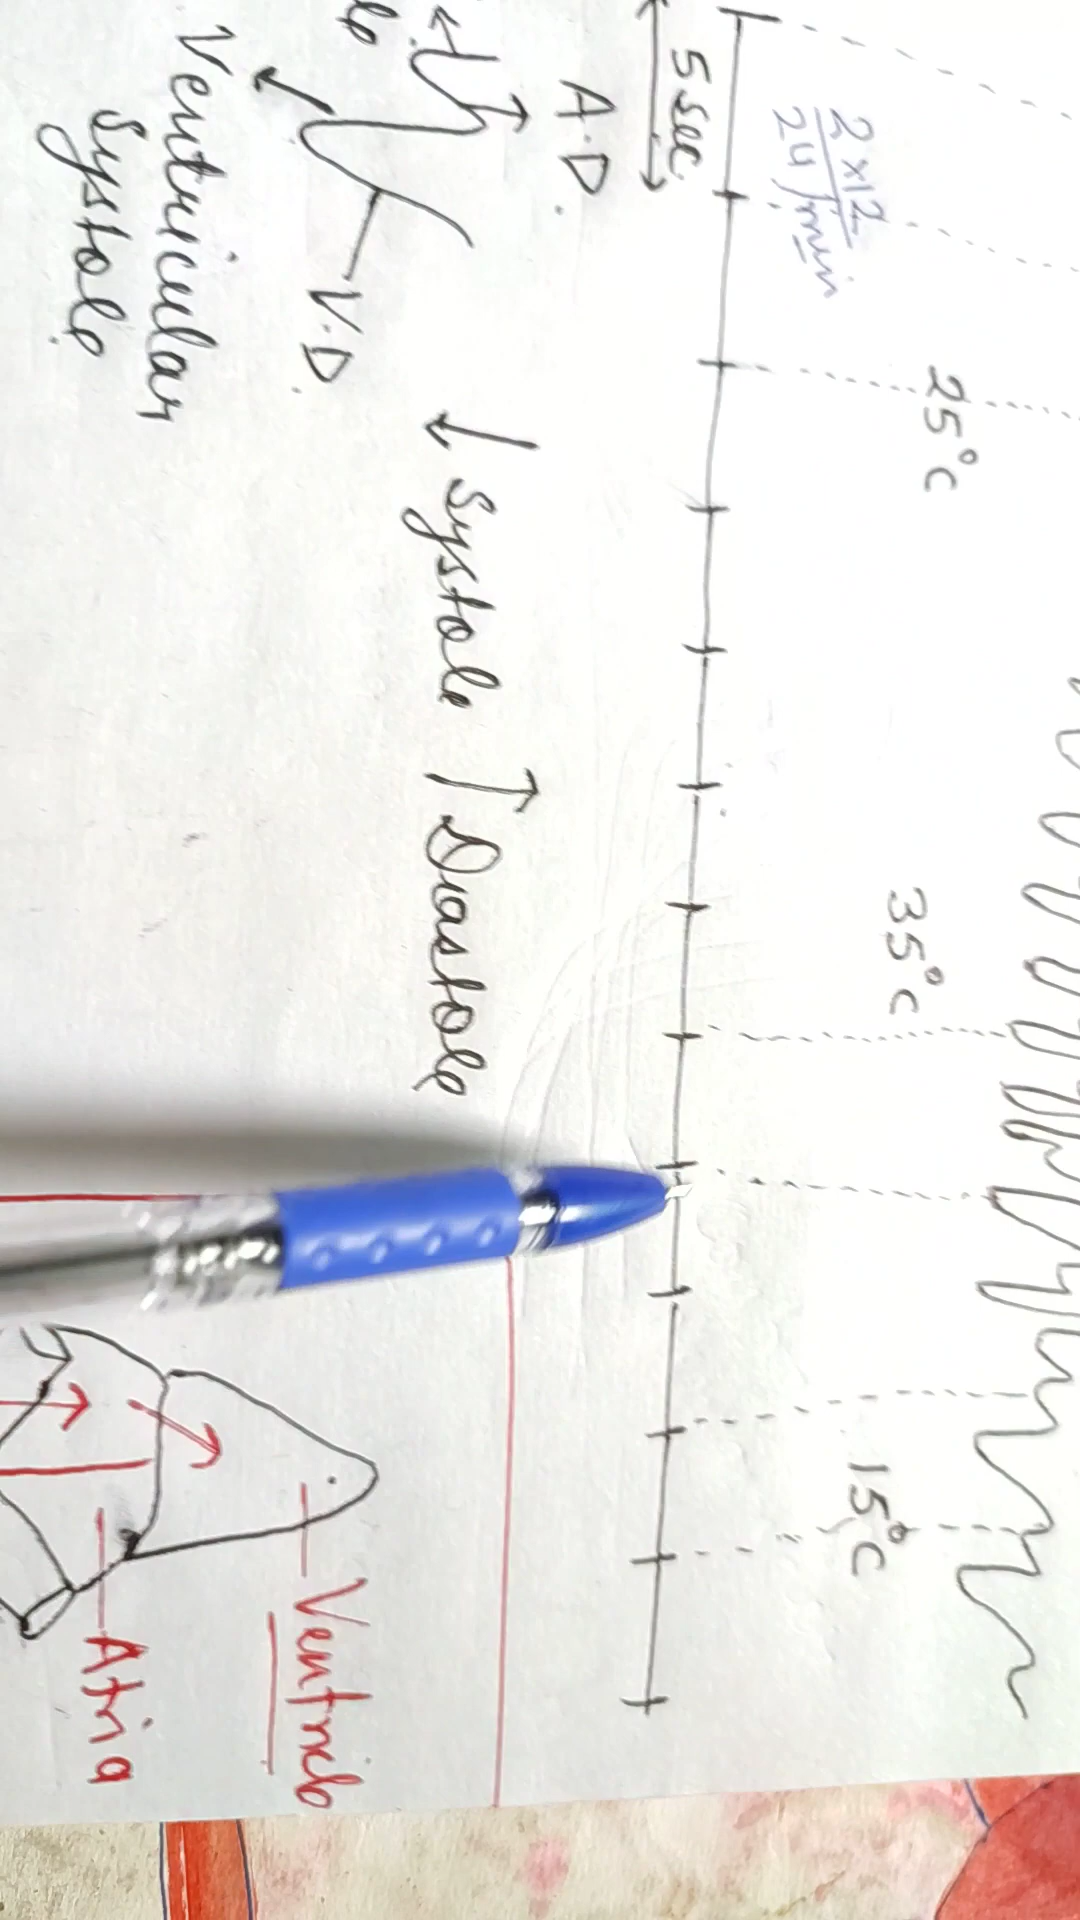 25°C
35°C
15°C
2×12
24/min
5 sec
A.D.
V.D.
↓ Systole ↑ Diastole
Ventricular
Systole
Ventricle
Atria